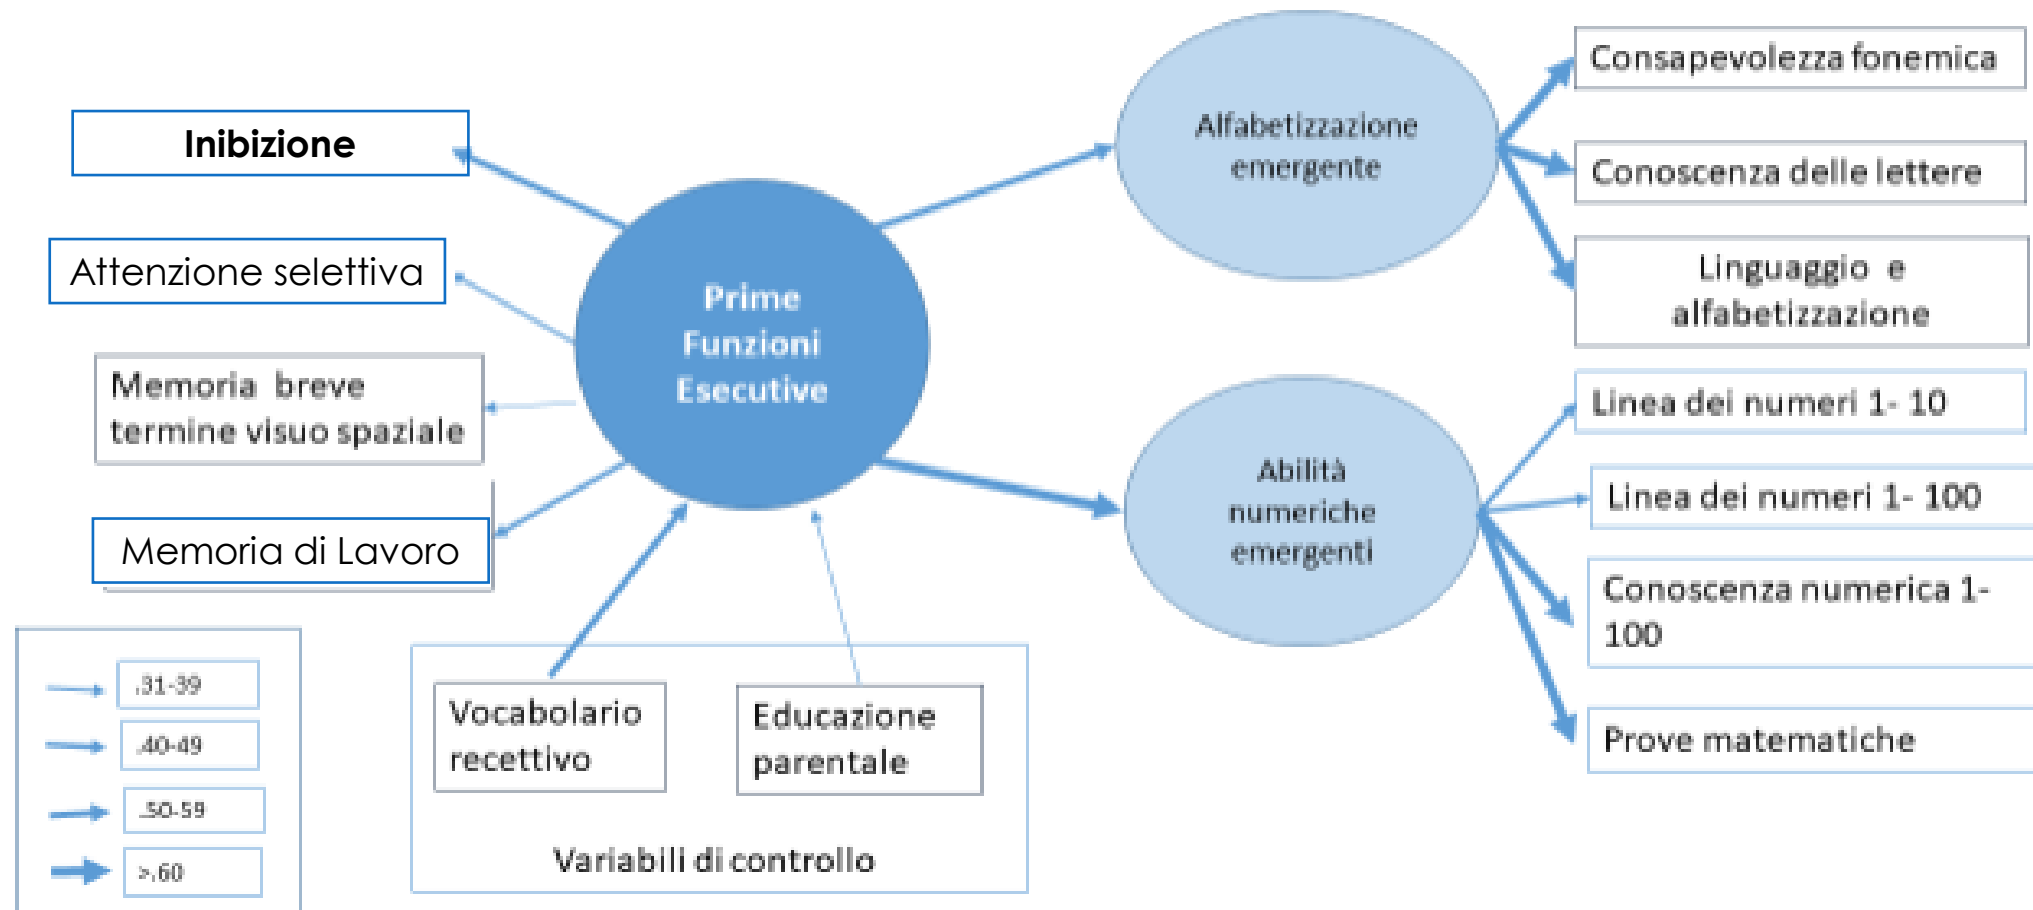 Inibizione
Attenzione selettiva
Memoria breve
termine visuo spaziale
Memoria di Lavoro
Prime
Funzioni
Esecutive
Alfabetizzazione
emergente
Abilità
numeriche
emergenti
Consapevolezza fonemica
Conoscenza delle lettere
Linguaggio e
alfabetizzazione
Linea dei numeri 1- 10
Linea dei numeri 1- 100
Conoscenza numerica 1-
100
Prove matematiche
Vocabolario
recettivo
Educazione
parentale
Variabili di controllo
.31-39
.40-49
.50-59
>.60